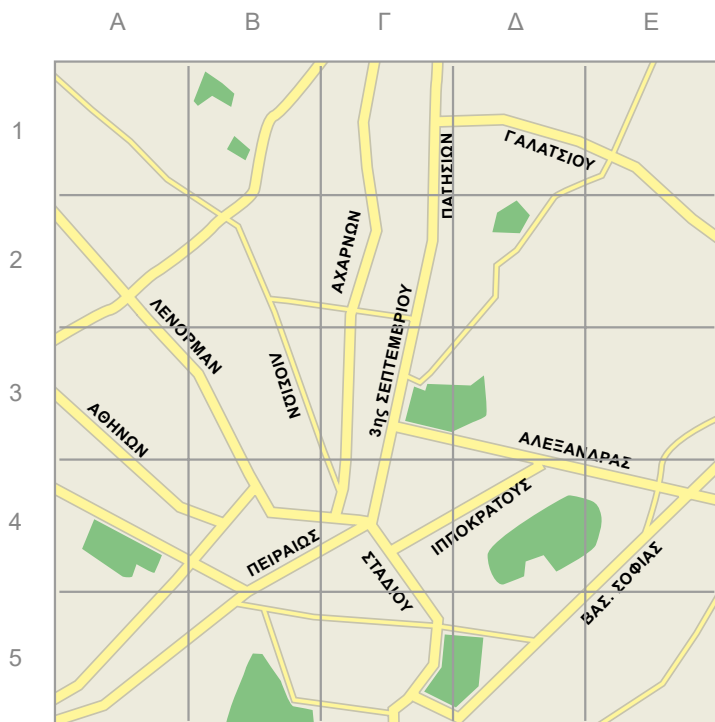 Α Β Γ Δ Ε
1
ΓΑΛΑΤΣΙΟΥ
ΠΑΤΗΣΙΩΝ
2
ΑΧΑΡΝΩΝ
ΛΕΝΟΡΜΑΝ
3ης ΣΕΠΤΕΜΒΡΙΟΥ
3
ΛΙΟΣΙΩΝ
ΑΘΗΝΩΝ
ΑΛΕΞΑΝΔΡΑΣ
4
ΙΠΠΟΚΡΑΤΟΥΣ
ΠΕΙΡΑΙΩΣ
ΣΤΑΔΙΟΥ
ΒΑΣ. ΣΟΦΙΑΣ
5